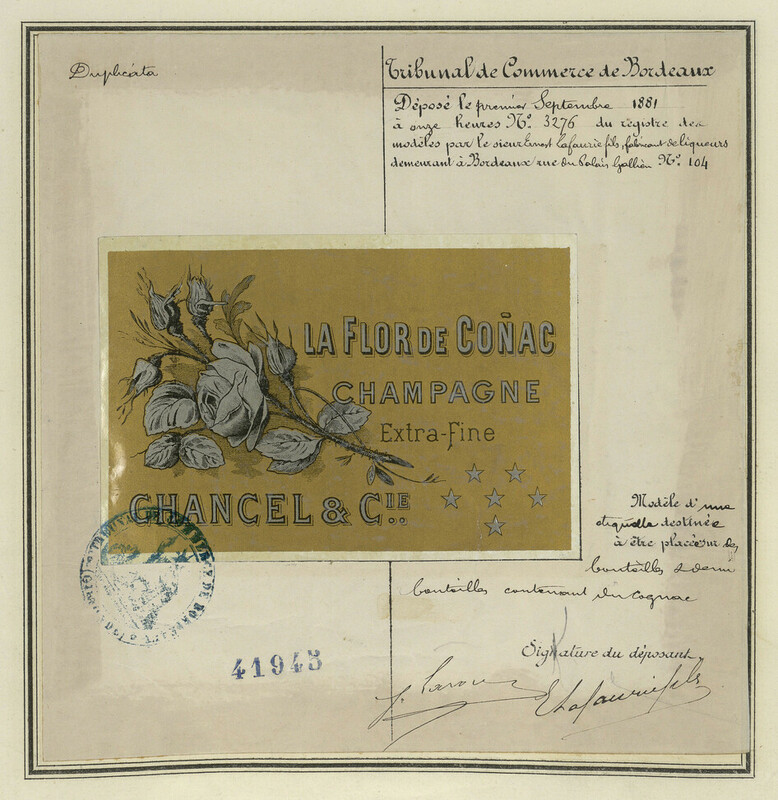 Duplicata
Tribunal de Commerce de Bordeaux
Déposé le premier Septembre 1881
à onze heures N° 3276 du registre des
modèles par le sieur Ernest Lafaurie fils, fabricant de liqueurs
demeurant à Bordeaux rue du Palais Gallien N° 104
LA FLOR DE COÑAC
CHAMPAGNE
Extra-Fine
CHANCEL & CIE
Modèle d'une
étiquette destinée
à être placée sur des
bouteilles & demi
bouteilles contenant du Cognac
41943
Signature du déposant
E Lafaurie fils